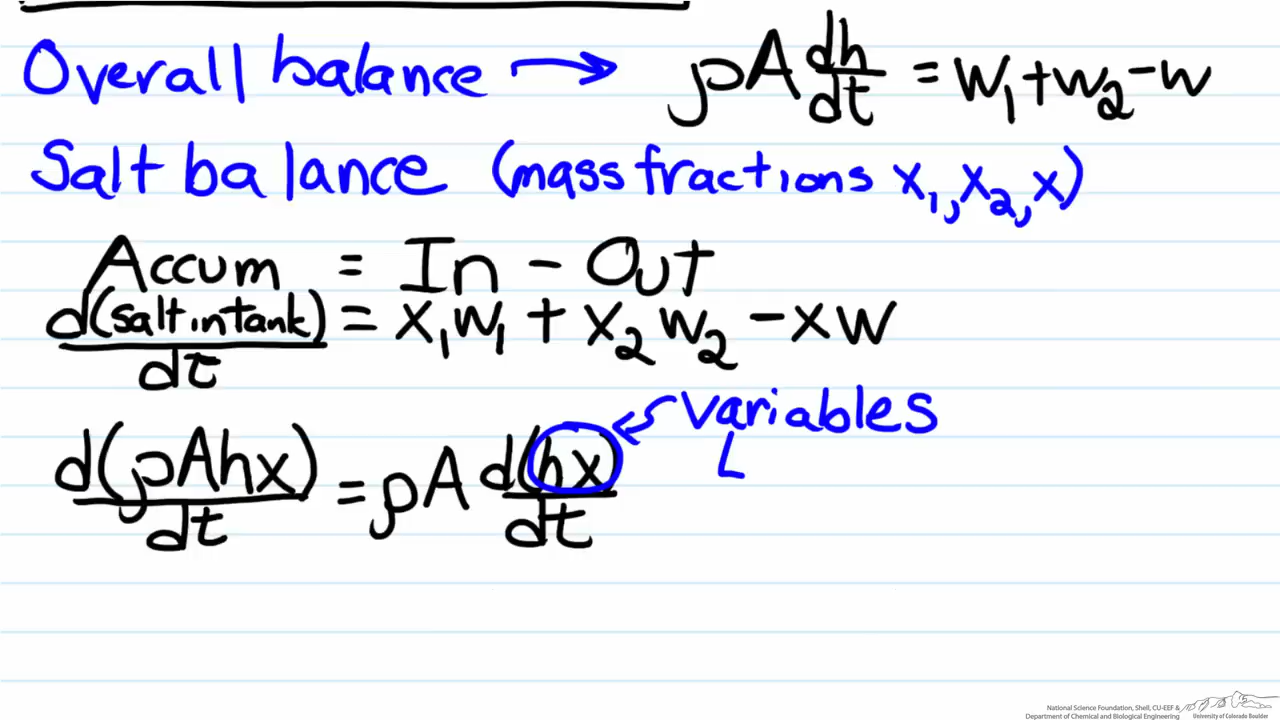 Overall balance → ρA dh/dt = w₁ + w₂ - w
Salt balance (mass fractions x₁, x₂, x)
Accum = In - Out
d(salt in tank)/dt = x₁w₁ + x₂w₂ - xw
variables
L
d(ρAhx)/dt = ρA d(hx)/dt
National Science Foundation, Shell, CU-EEF &
Department of Chemical and Biological Engineering
University of Colorado Boulder